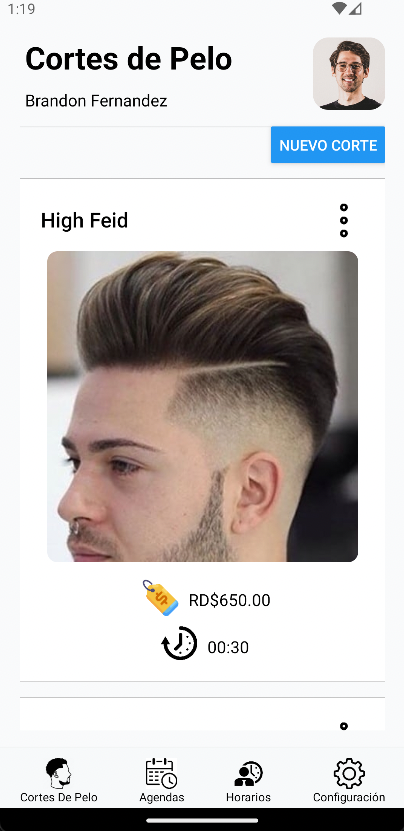 1:19
Cortes de Pelo
Brandon Fernandez
NUEVO CORTE
High Feid
RD$650.00
00:30
Cortes De Pelo
Agendas
Horarios
Configuración